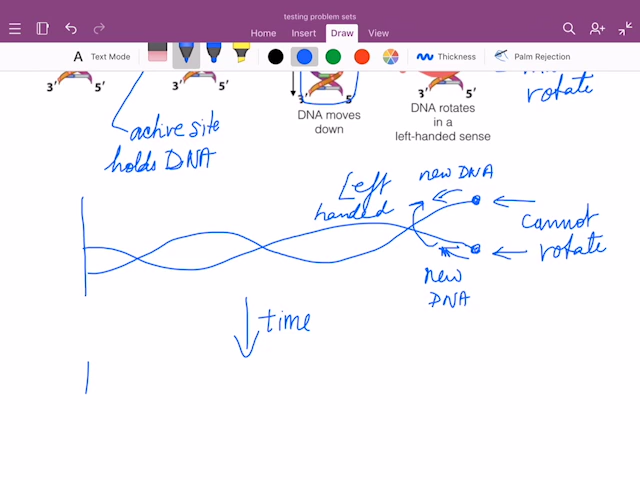 testing problem sets
Home Insert Draw View
A Text Mode Thickness Palm Rejection
3' 5' 3' 5' 3' 5' 3' 5'
rotate
DNA moves
down
DNA rotates
in a
left-handed sense
active site
holds DNA
Left
handed
new DNA
cannot
rotate
new
DNA
time